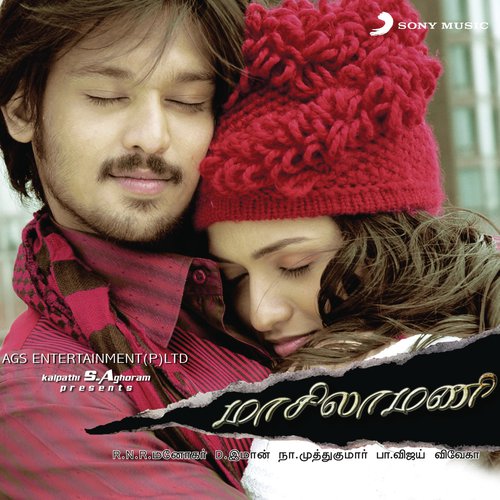 SONY MUSIC
AGS ENTERTAINMENT(P)LTD
kalpathi S.Aghoram
presents
மாசிலாமணி
R.N.R.மனோகர் D.இமான் நா.முத்துகுமார் பா.விஜய் விவேகா